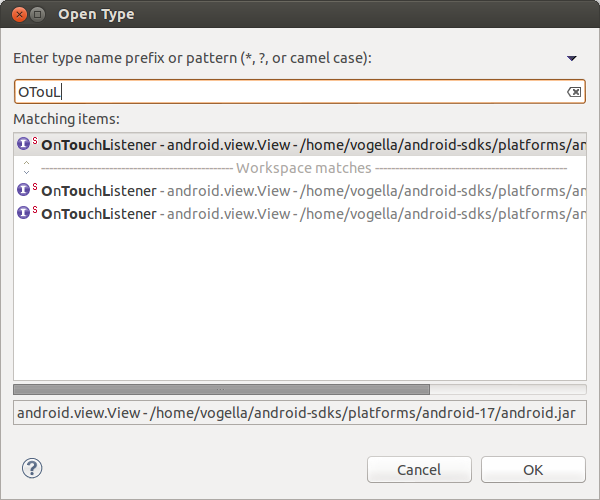 Open Type
Enter type name prefix or pattern (*, ?, or camel case):
OTouL
Matching items:
I S OnTouchListener - android.view.View - /home/vogella/android-sdks/platforms/an
Workspace matches
I S OnTouchListener - android.view.View - /home/vogella/android-sdks/platforms/an
I S OnTouchListener - android.view.View - /home/vogella/android-sdks/platforms/an
android.view.View - /home/vogella/android-sdks/platforms/android-17/android.jar
? Cancel OK